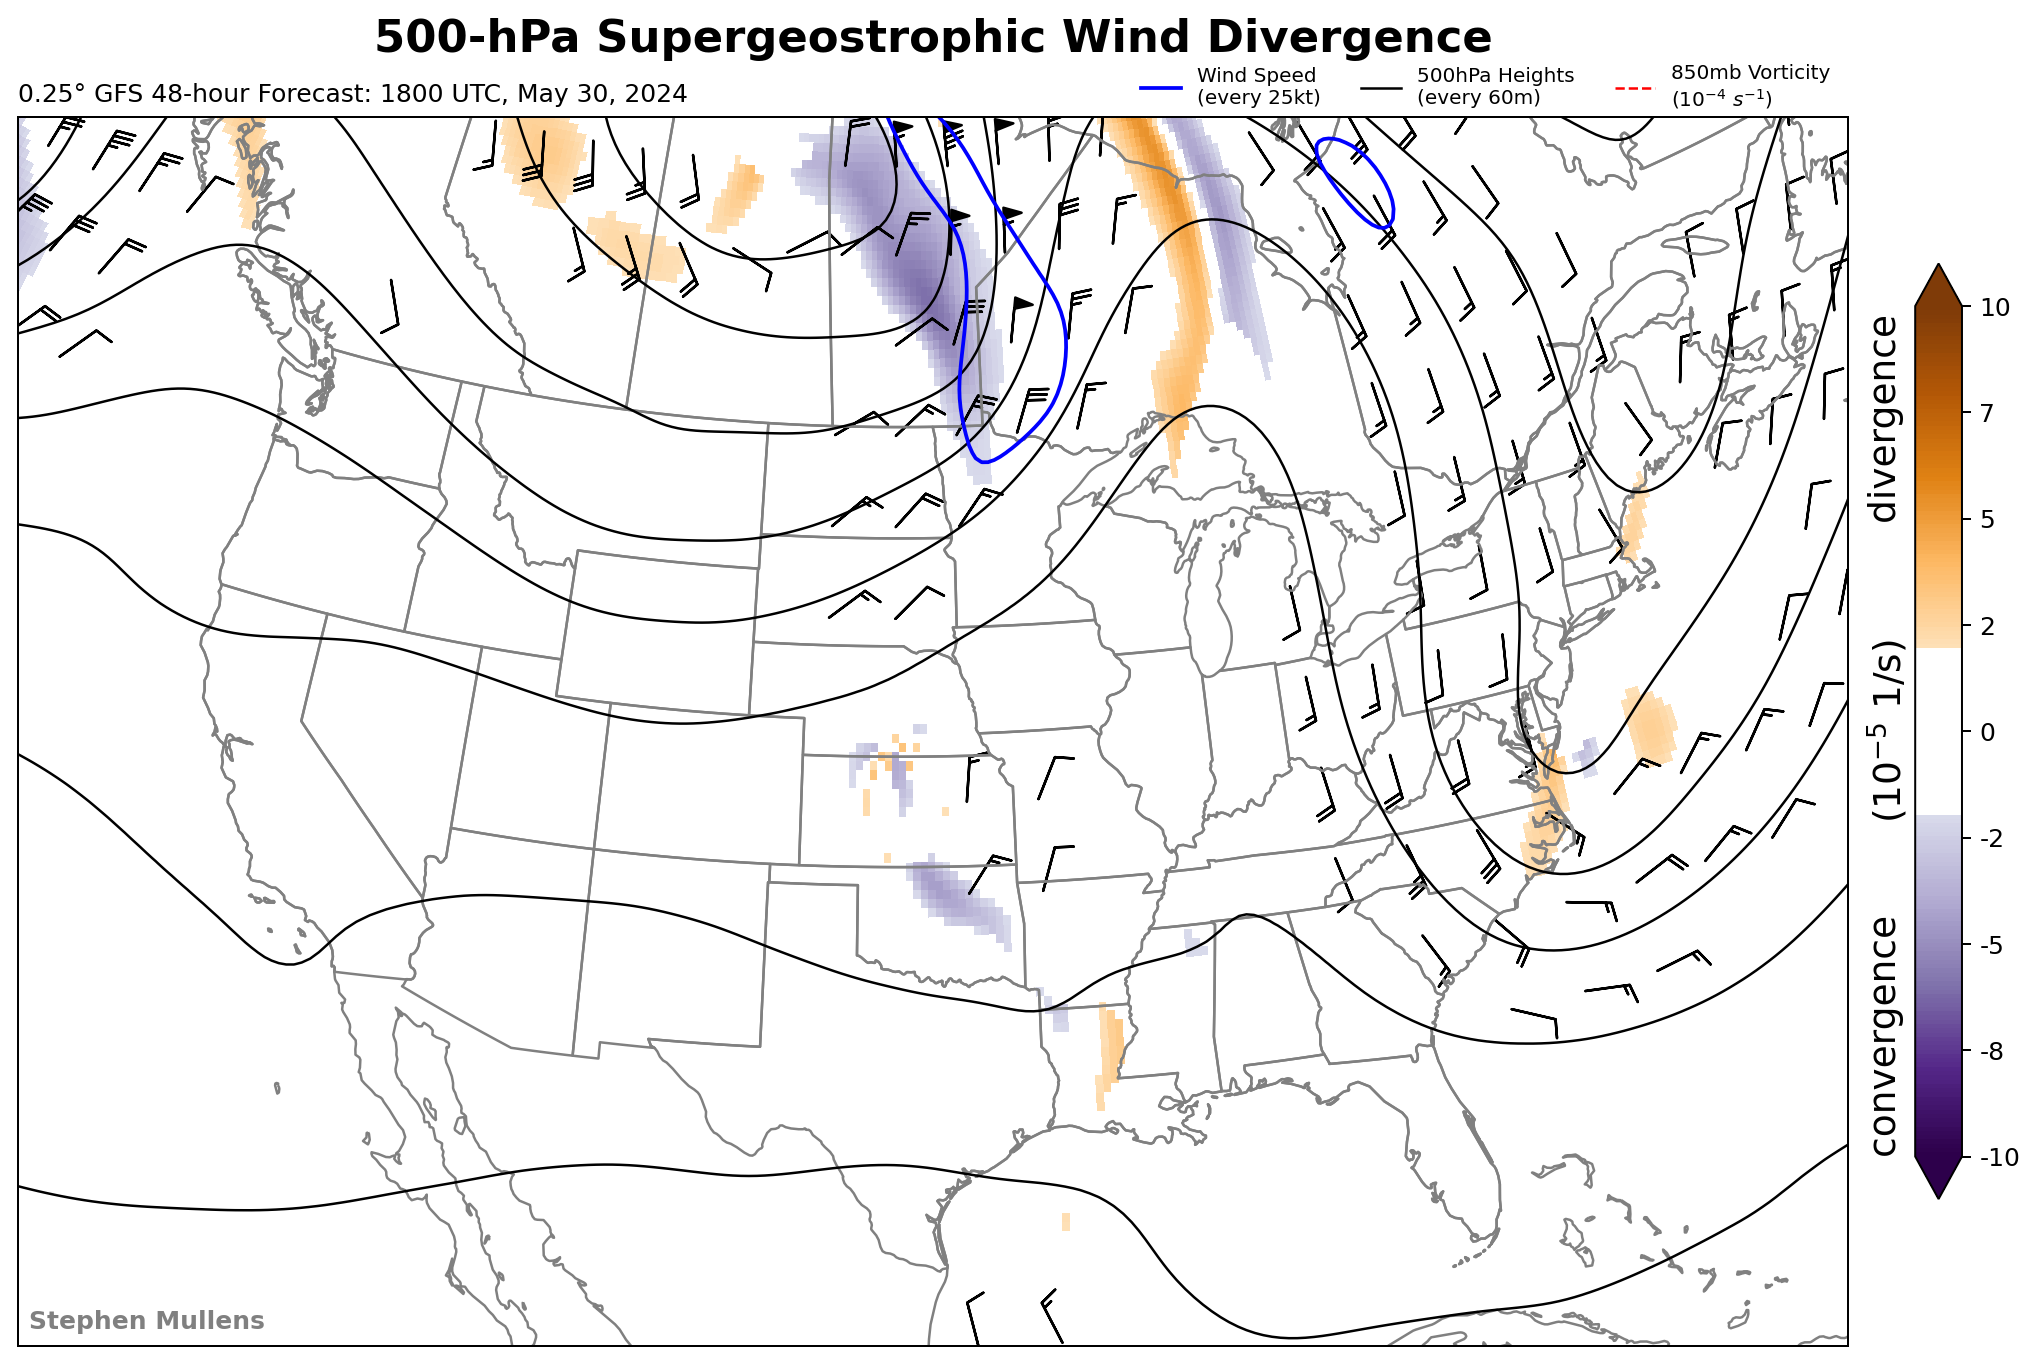 500-hPa Supergeostrophic Wind Divergence
0.25° GFS 48-hour Forecast: 1800 UTC, May 30, 2024
Wind Speed
(every 25kt)
500hPa Heights
(every 60m)
850mb Vorticity
(10⁻⁴ s⁻¹)
10
7
5
2
0
-2
-5
-8
-10
convergence (10⁻⁵ 1/s) divergence
Stephen Mullens